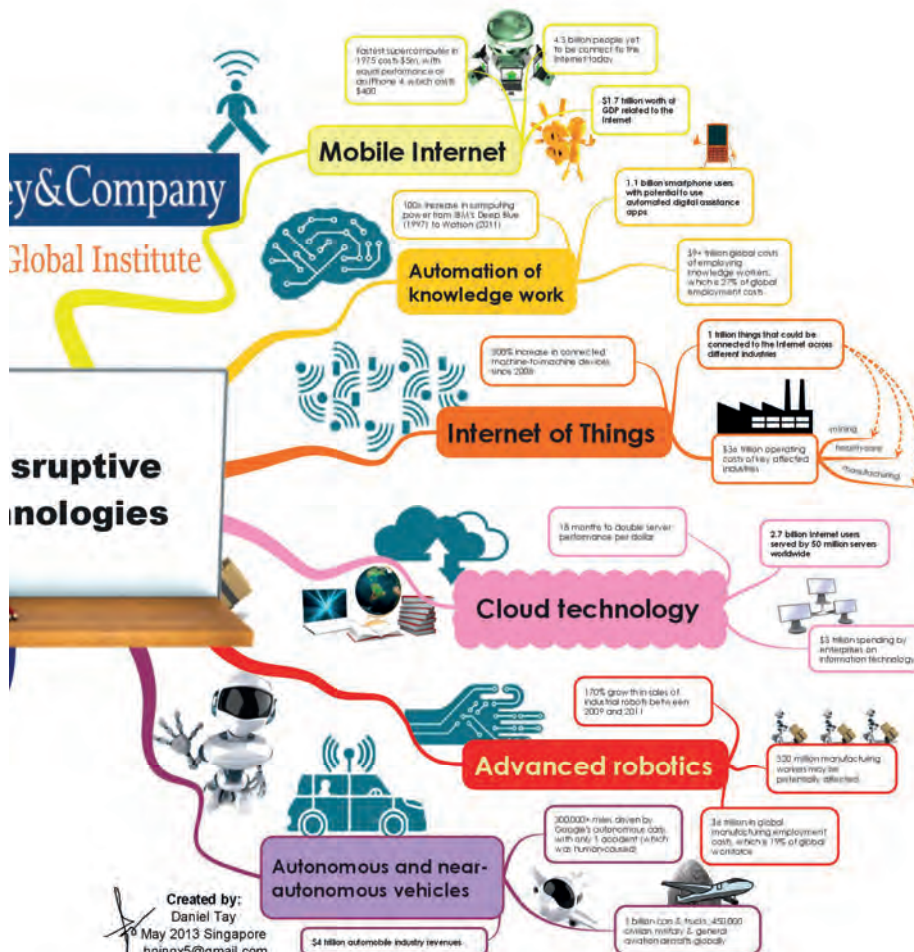 Fastest supercomputer in
1975 costs $5m, with
equal performance as
an iPhone 4 which costs
$400
4.3 billion people yet
to be connect to the
Internet today
$1.7 trillion worth of
GDP related to the
Internet
Mobile Internet
ey&Company
Global Institute
100x increase in computing
power from IBM's Deep Blue
(1997) to Watson (2011)
1.1 billion smartphone users
with potential to use
automated digital assistance
apps
Automation of
knowledge work
$9+ trillion global costs
of employing
knowledge workers,
which is 27% of global
employment costs
300% increase in connected
machine-to-machine devices
since 2008
1 trillion things that could be
connected to the Internet across
different industries
Internet of Things
$36 trillion operating
costs of key affected
industries
mining
healthcare
manufacturing
sruptive
nologies
18 months to double server
performance per dollar
2.7 billion internet users
served by 50 million servers
worldwide
Cloud technology
$3 trillion spending by
enterprises on
information technology
170% growth in sales of
industrial robots between
2009 and 2011
Advanced robotics
320 million manufacturing
workers may be
potentially affected
$6 trillion in global
manufacturing employment
costs, which is 19% of global
workforce
300,000+ miles driven by
Google's autonomous cars,
with only 1 accident (which
was human-caused)
Autonomous and near-
autonomous vehicles
1 billion cars & trucks; 450,000
civilian, military & general
aviation aircrafts globally
$4 trillion automobile industry revenues
Created by:
Daniel Tay
May 2013 Singapore